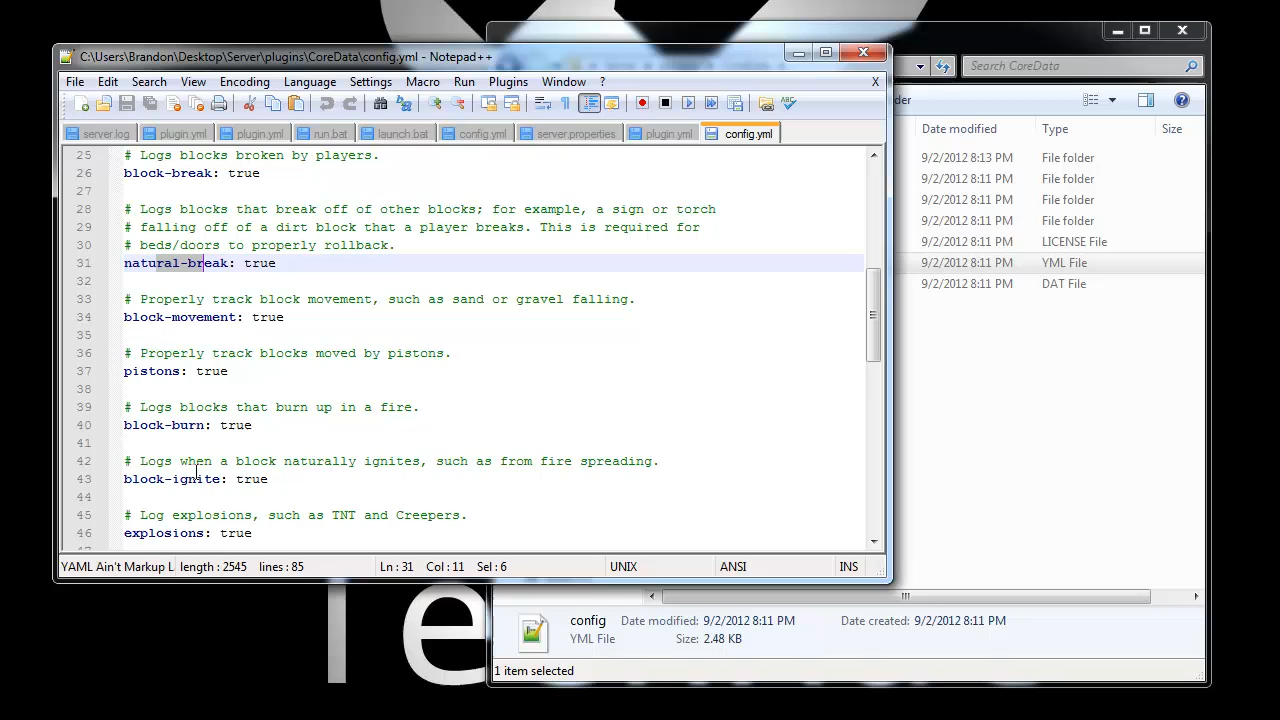 C:\Users\Brandon\Desktop\Server\plugins\CoreData\config.yml - Notepad++
File Edit Search View Encoding Language Settings Macro Run Plugins Window ? X
server.log plugin.yml plugin.yml run.bat launch.bat config.yml server.properties plugin.yml config.yml
25 # Logs blocks broken by players.
26 block-break: true
27
28 # Logs blocks that break off of other blocks; for example, a sign or torch
29 # falling off of a dirt block that a player breaks. This is required for
30 # beds/doors to properly rollback.
31 natural-break: true
32
33 # Properly track block movement, such as sand or gravel falling.
34 block-movement: true
35
36 # Properly track blocks moved by pistons.
37 pistons: true
38
39 # Logs blocks that burn up in a fire.
40 block-burn: true
41
42 # Logs when a block naturally ignites, such as from fire spreading.
43 block-ignite: true
44
45 # Log explosions, such as TNT and Creepers.
46 explosions: true
YAML Ain't Markup L length : 2545 lines : 85 Ln : 31 Col : 11 Sel : 6 UNIX ANSI INS
Search CoreData
der
Date modified Type Size
9/2/2012 8:13 PM File folder
9/2/2012 8:11 PM File folder
9/2/2012 8:11 PM File folder
9/2/2012 8:11 PM File folder
9/2/2012 8:11 PM LICENSE File
9/2/2012 8:11 PM YML File
9/2/2012 8:11 PM DAT File
config Date modified: 9/2/2012 8:11 PM Date created: 9/2/2012 8:11 PM
YML File Size: 2.48 KB
1 item selected